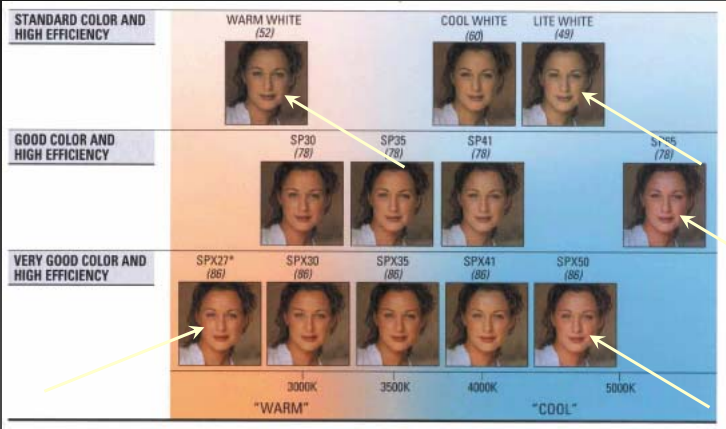 STANDARD COLOR AND
HIGH EFFICIENCY
WARM WHITE
(52)
COOL WHITE
(60)
LITE WHITE
(49)
GOOD COLOR AND
HIGH EFFICIENCY
SP30
(78)
SP35
(78)
SP41
(78)
(78)
VERY GOOD COLOR AND
HIGH EFFICIENCY
SPX27*
(86)
SPX30
(86)
SPX35
(86)
SPX41
(86)
SPX50
(86)
3000K 3500K 4000K 5000K
"WARM" "COOL"